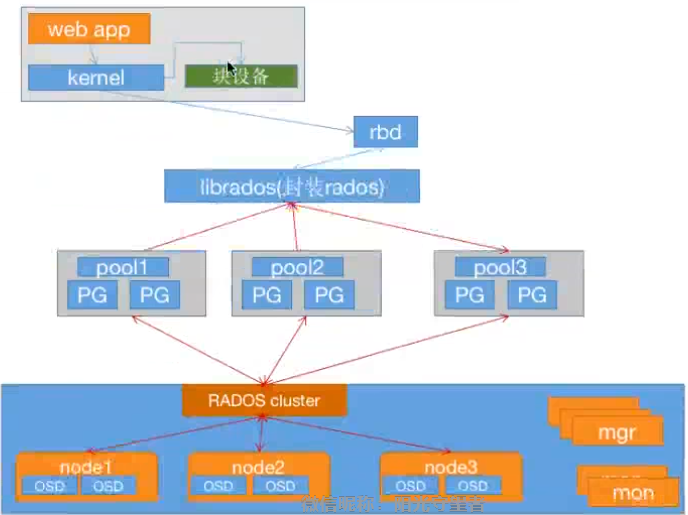 web app
kernel
块设备
rbd
librados(封装rados)
pool1
pool2
pool3
PG
PG
PG
PG
PG
PG
RADOS cluster
mgr
node1
node2
node3
OSD
OSD
OSD
OSD
OSD
OSD
mon